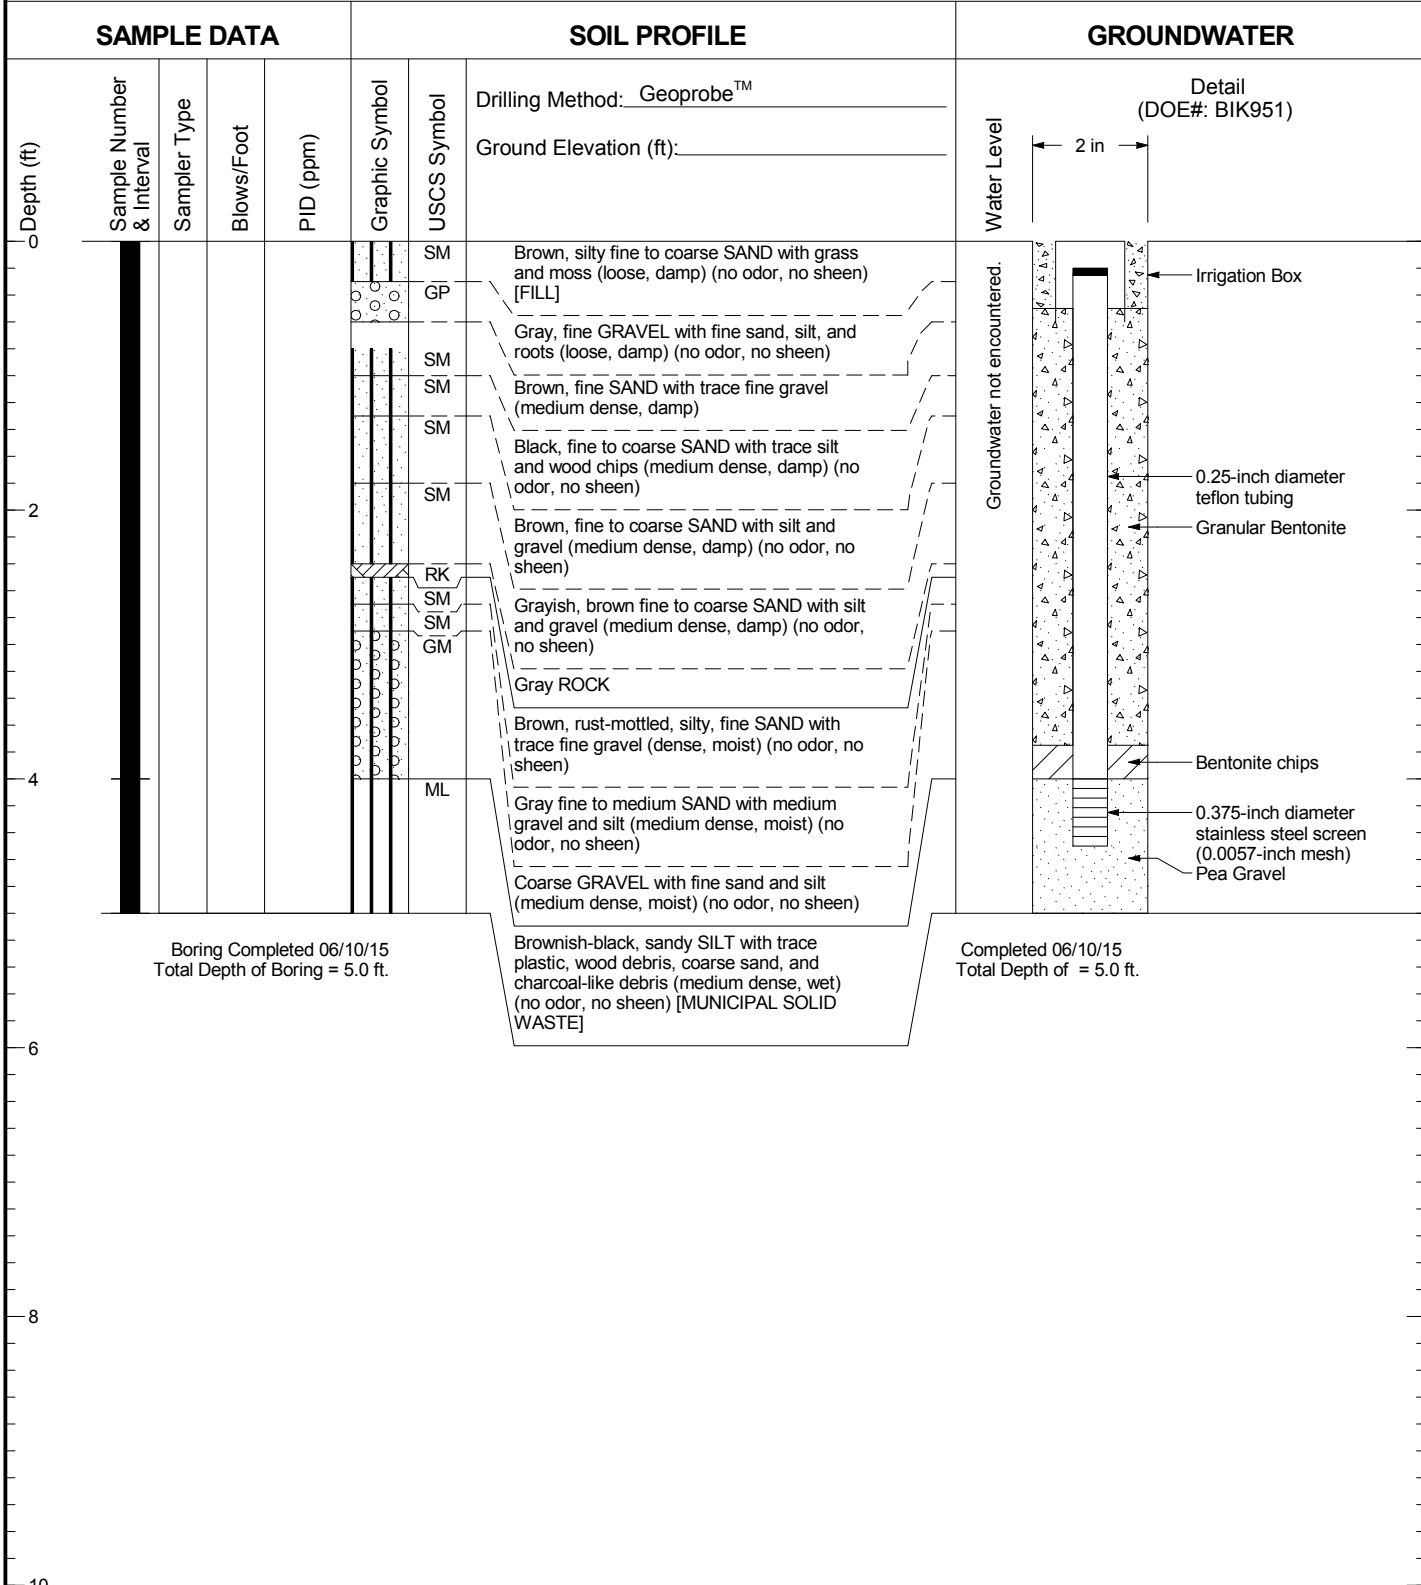 SAMPLE DATA
SOIL PROFILE
GROUNDWATER
Depth (ft)
Sample Number
& Interval
Sampler Type
Blows/Foot
PID (ppm)
Graphic Symbol
USCS Symbol
Drilling Method: Geoprobe™
Ground Elevation (ft):
Water Level
Detail
(DOE#: BIK951)
2 in
0
2
4
6
8
10
SM
GP
SM
SM
SM
SM
RK
SM
SM
GM
ML
Brown, silty fine to coarse SAND with grass
and moss (loose, damp) (no odor, no sheen)
[FILL]
Gray, fine GRAVEL with fine sand, silt, and
roots (loose, damp) (no odor, no sheen)
Brown, fine SAND with trace fine gravel
(medium dense, damp)
Black, fine to coarse SAND with trace silt
and wood chips (medium dense, damp) (no
odor, no sheen)
Brown, fine to coarse SAND with silt and
gravel (medium dense, damp) (no odor, no
sheen)
Grayish, brown fine to coarse SAND with silt
and gravel (medium dense, damp) (no odor,
no sheen)
Gray ROCK
Brown, rust-mottled, silty, fine SAND with
trace fine gravel (dense, moist) (no odor, no
sheen)
Gray fine to medium SAND with medium
gravel and silt (medium dense, moist) (no
odor, no sheen)
Coarse GRAVEL with fine sand and silt
(medium dense, moist) (no odor, no sheen)
Brownish-black, sandy SILT with trace
plastic, wood debris, coarse sand, and
charcoal-like debris (medium dense, wet)
(no odor, no sheen) [MUNICIPAL SOLID
WASTE]
Groundwater not encountered.
Irrigation Box
0.25-inch diameter
teflon tubing
Granular Bentonite
Bentonite chips
0.375-inch diameter
stainless steel screen
(0.0057-inch mesh)
Pea Gravel
Boring Completed 06/10/15
Total Depth of Boring = 5.0 ft.
Completed 06/10/15
Total Depth of = 5.0 ft.